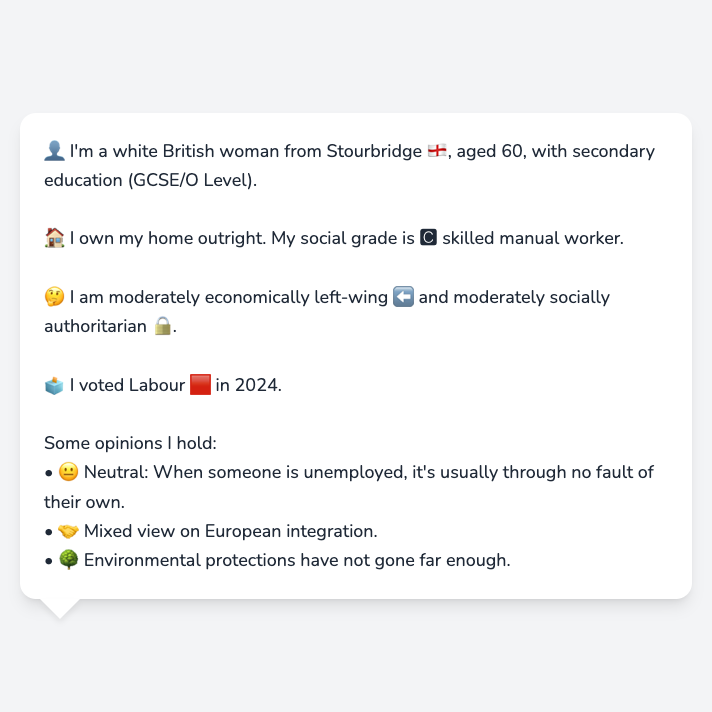 👤 I'm a white British woman from Stourbridge 🏴󠁧󠁢󠁥󠁮󠁧󠁿, aged 60, with secondary
education (GCSE/O Level).
🏠 I own my home outright. My social grade is 🅲 skilled manual worker.
🤔 I am moderately economically left-wing ⬅️ and moderately socially
authoritarian 🔒.
🗳️ I voted Labour 🟥 in 2024.
Some opinions I hold:
• 😐 Neutral: When someone is unemployed, it's usually through no fault of
their own.
• 🤝 Mixed view on European integration.
• 🌳 Environmental protections have not gone far enough.